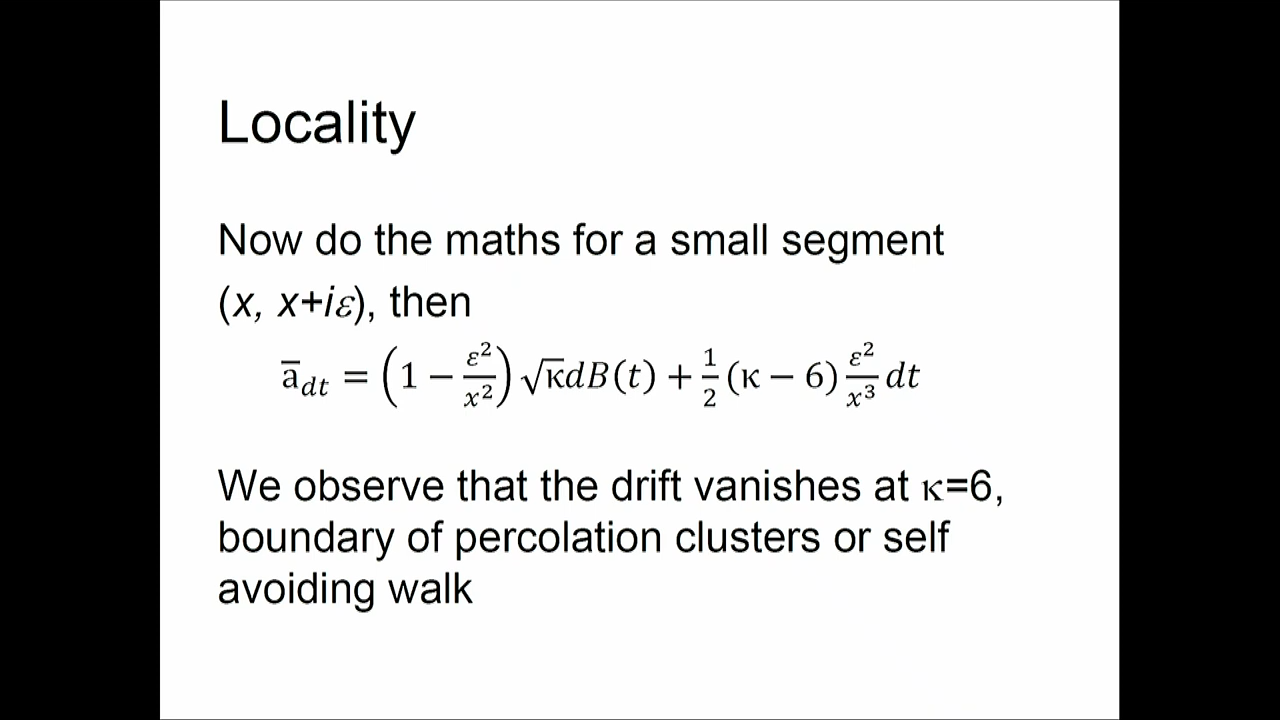 Locality
Now do the maths for a small segment
(x, x+iε), then
a̅_{dt} = (1 − ε²/x²) √κ dB(t) + 1/2 (κ − 6) ε²/x³ dt
We observe that the drift vanishes at κ=6,
boundary of percolation clusters or self
avoiding walk